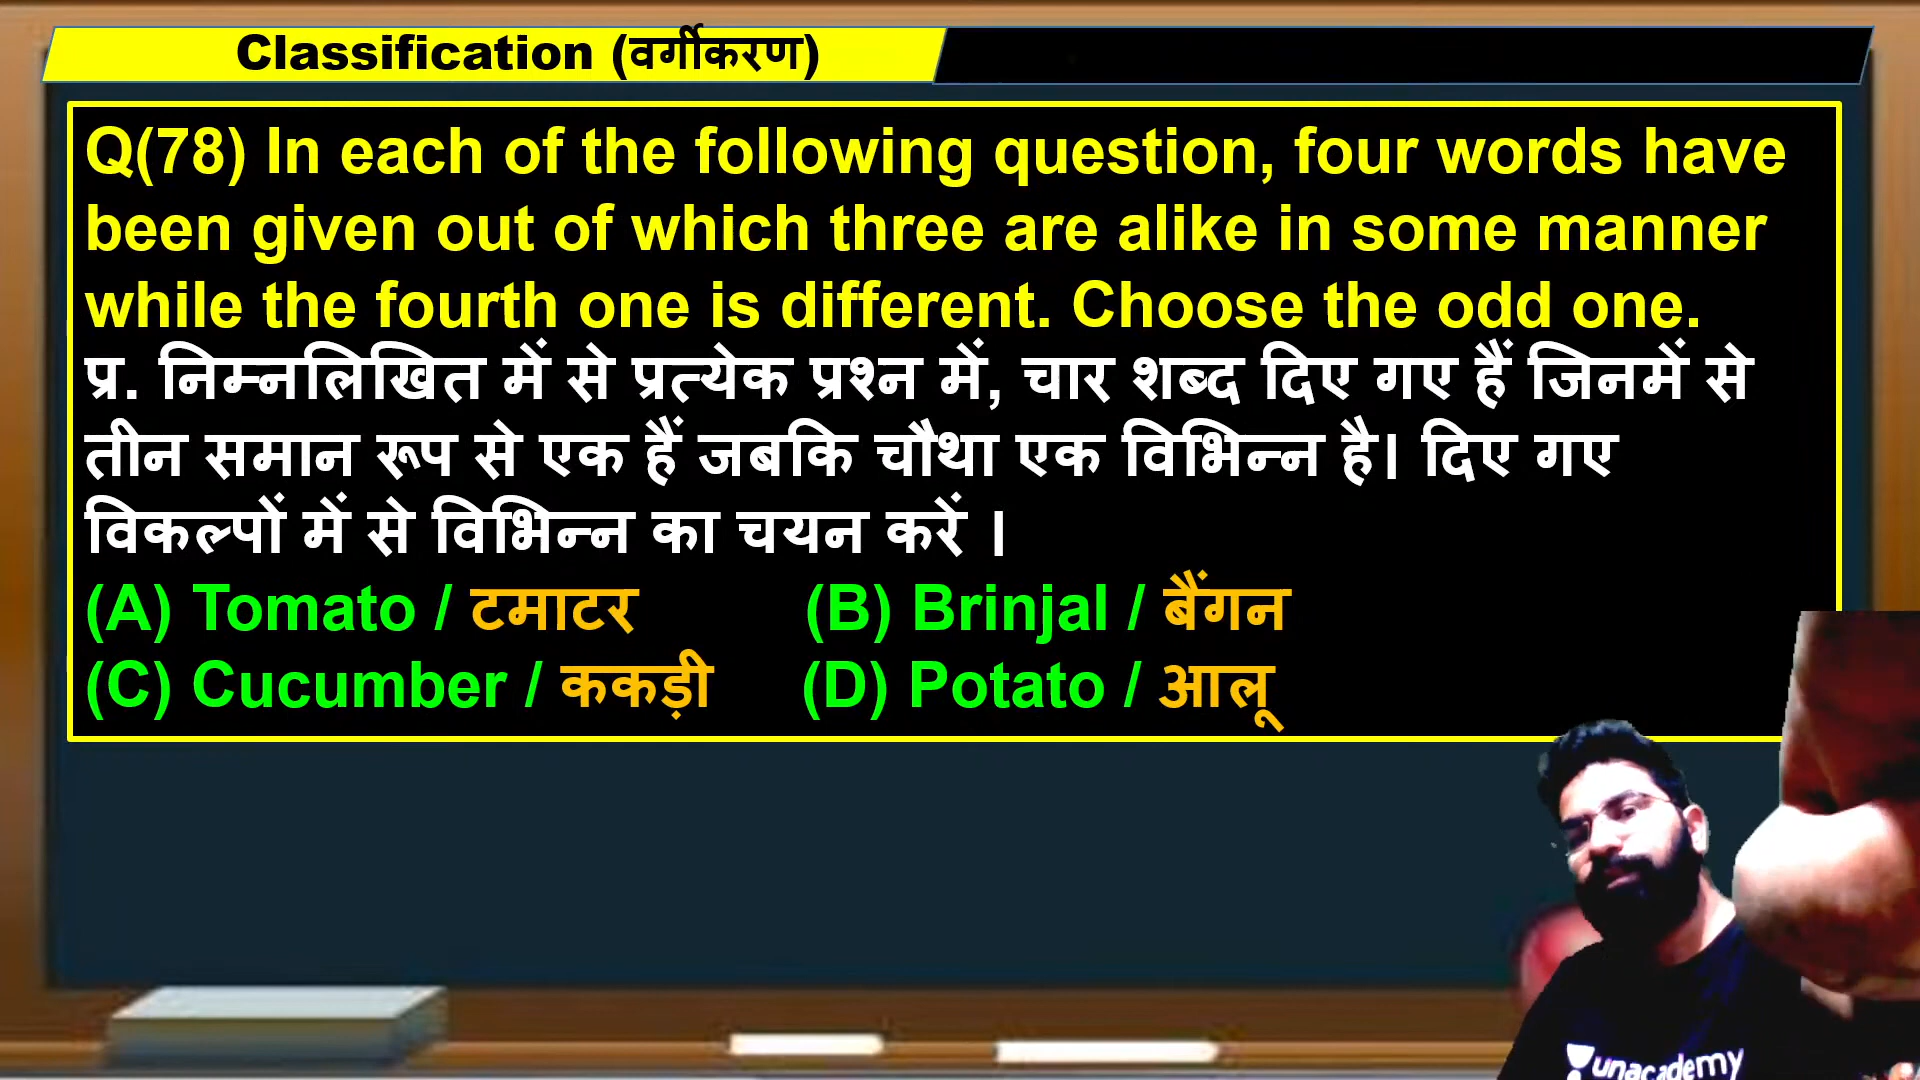 Classification (वर्गीकरण)
Q(78) In each of the following question, four words have
been given out of which three are alike in some manner
while the fourth one is different. Choose the odd one.
प्र. निम्नलिखित में से प्रत्येक प्रश्न में, चार शब्द दिए गए हैं जिनमें से
तीन समान रूप से एक हैं जबकि चौथा एक विभिन्न है। दिए गए
विकल्पों में से विभिन्न का चयन करें ।
(A) Tomato / टमाटर (B) Brinjal / बैंगन
(C) Cucumber / ककड़ी (D) Potato / आलू
unacademy